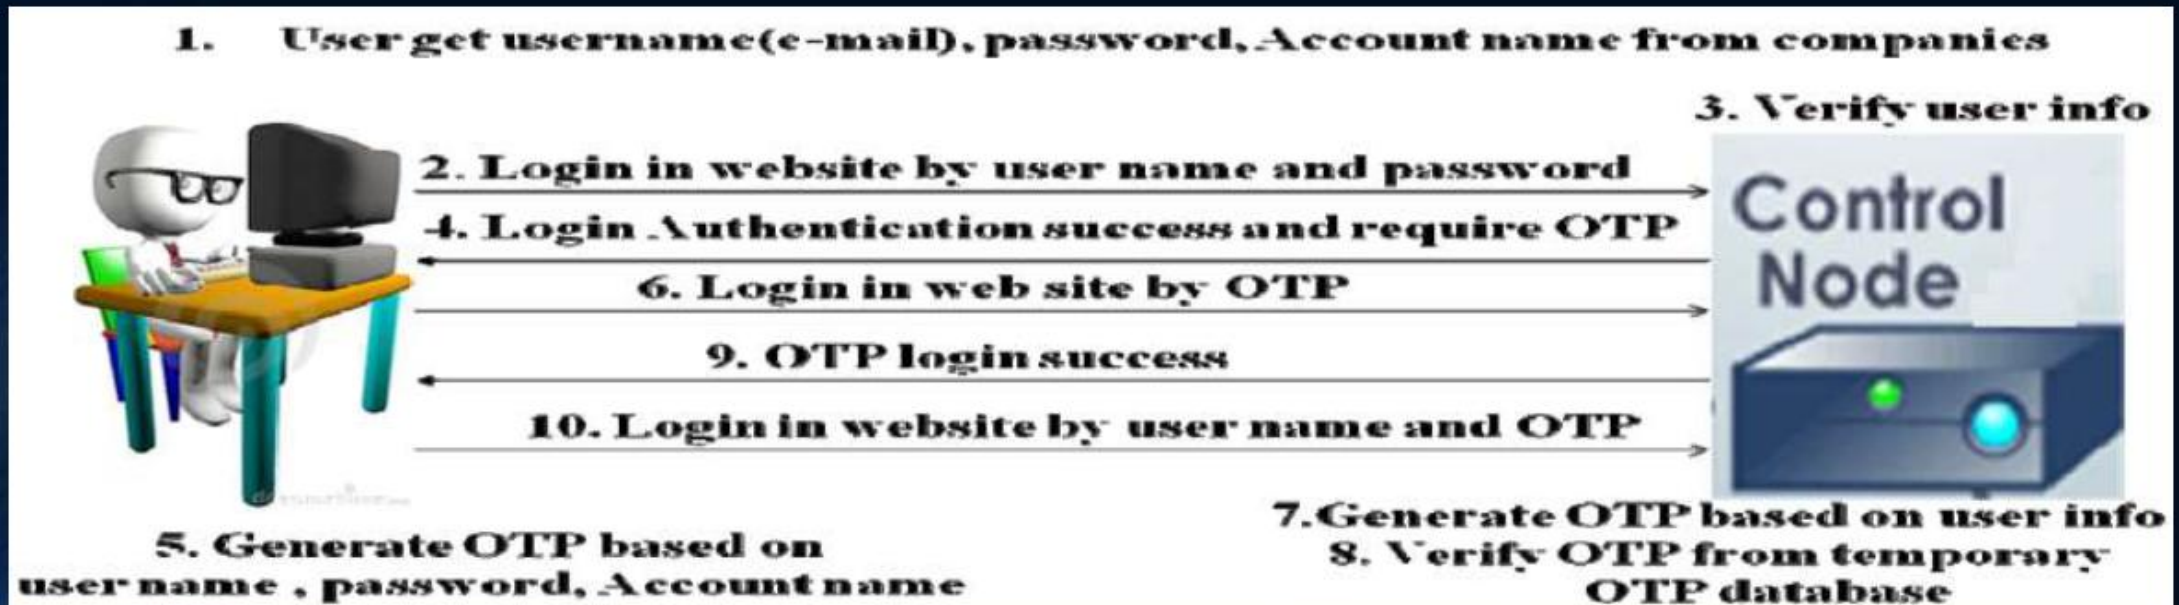 1. User get username(e-mail), password, Account name from companies
3. Verify user info
2. Login in website by user name and password
Control
Node
4. Login Authentication success and require OTP
6. Login in web site by OTP
9. OTP login success
10. Login in website by user name and OTP
5. Generate OTP based on
user name , password, Account name
7.Generate OTP based on user info
8. Verify OTP from temporary
OTP database